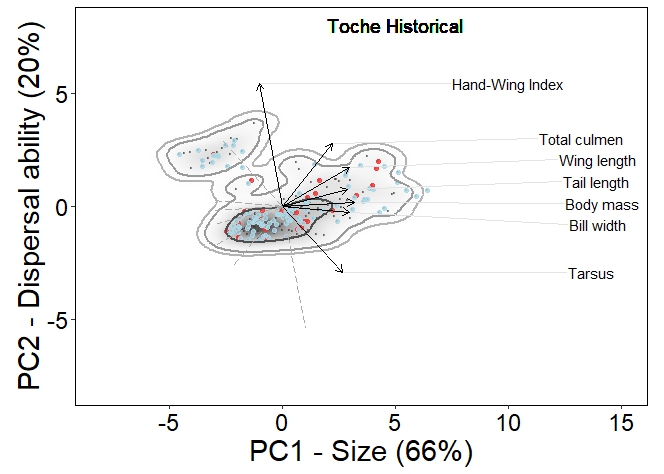 Toche Historical
Hand-Wing Index
Total culmen
Wing length
Tail length
Body mass
Bill width
Tarsus
PC2 - Dispersal ability (20%)
5
0
-5
-5 0 5 10 15
PC1 - Size (66%)